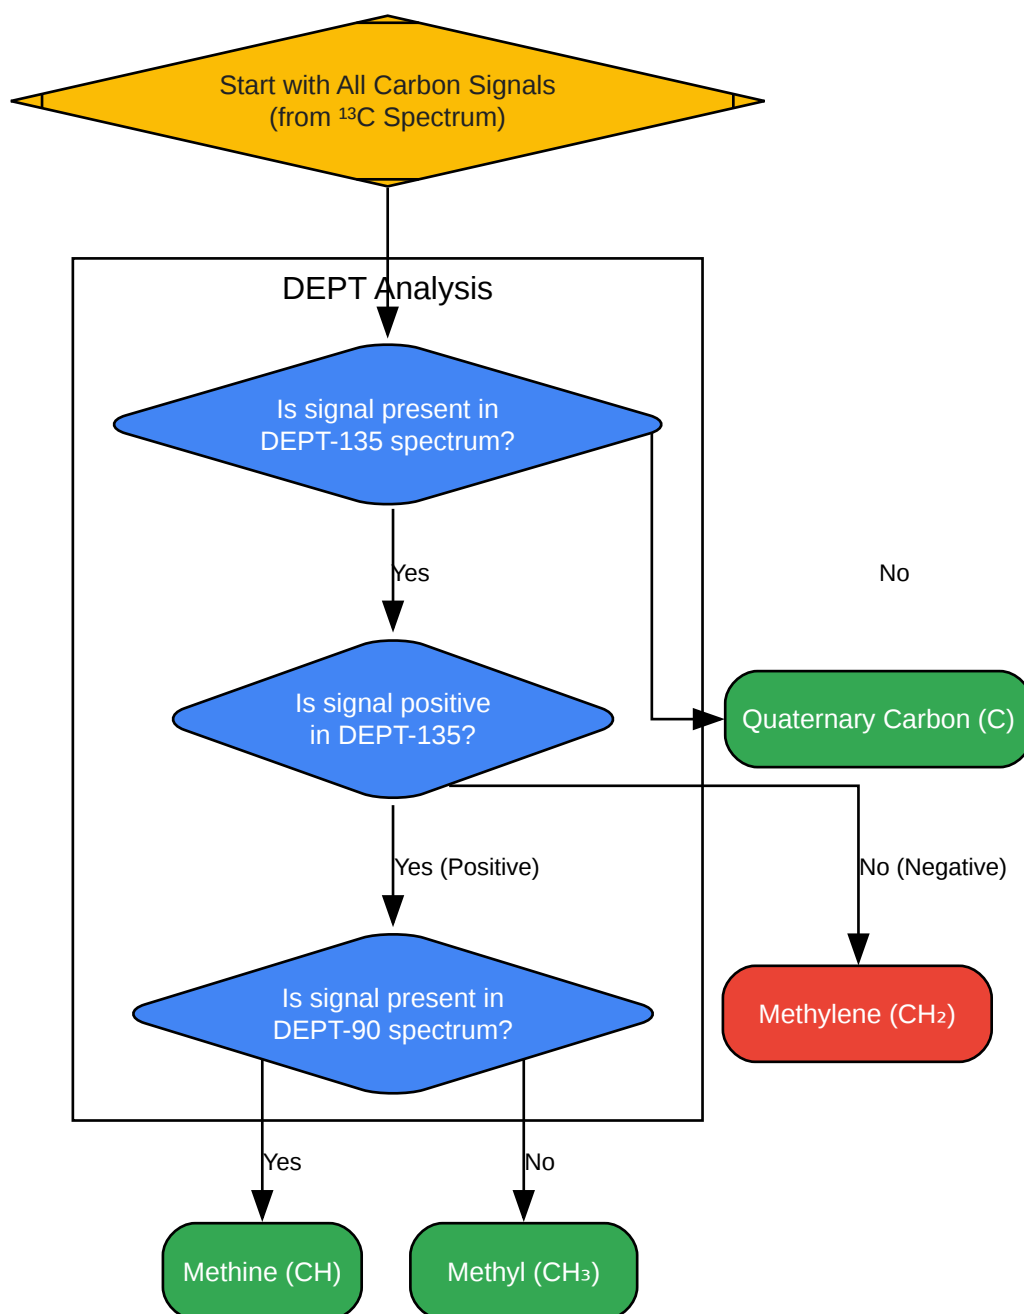 Start with All Carbon Signals
(from ¹³C Spectrum)
DEPT Analysis
Is signal present in
DEPT-135 spectrum?
Yes
No
Is signal positive
in DEPT-135?
Quaternary Carbon (C)
Yes (Positive)
No (Negative)
Is signal present in
DEPT-90 spectrum?
Methylene (CH₂)
Yes
No
Methine (CH)
Methyl (CH₃)